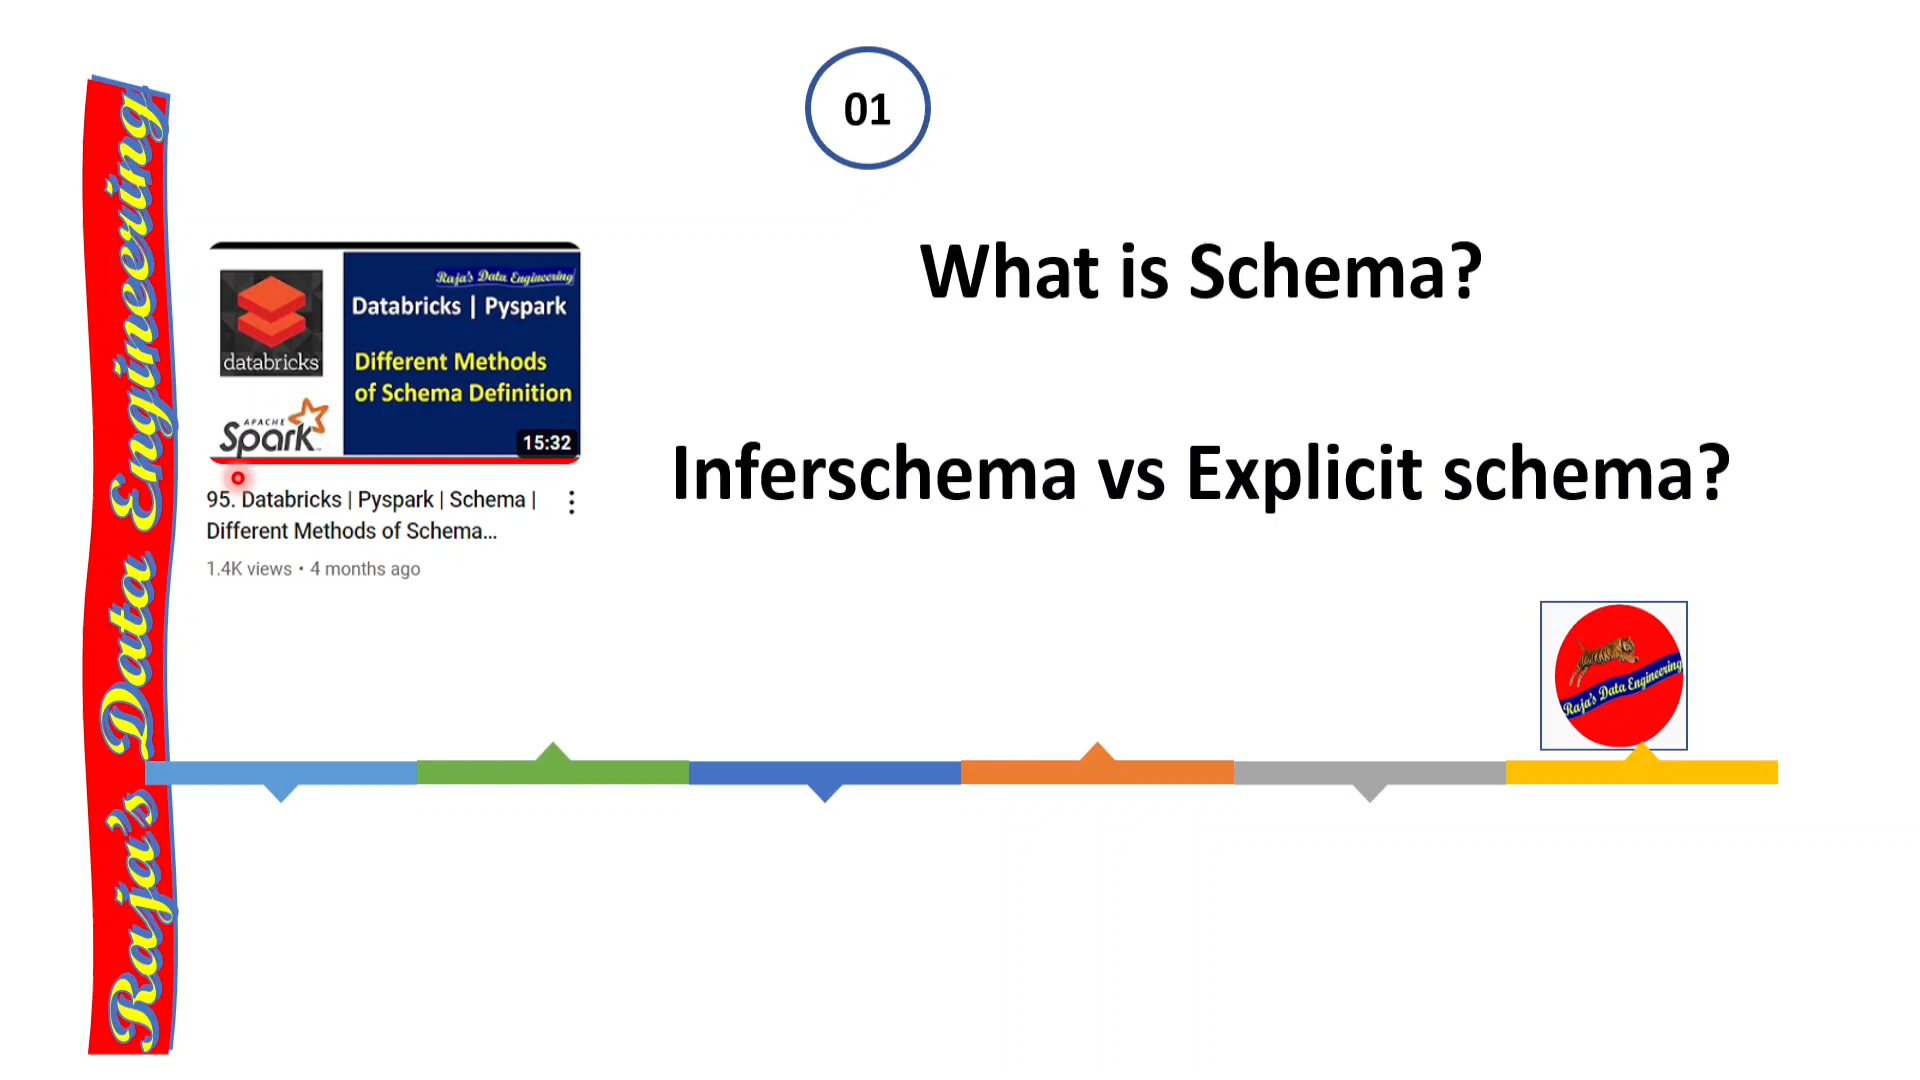 Raja's Data Engineering
01
What is Schema?
Inferschema vs Explicit schema?
Raja's Data Engineering
Databricks | Pyspark
databricks
Different Methods
of Schema Definition
APACHE
Spark
15:32
95. Databricks | Pyspark | Schema |
Different Methods of Schema...
1.4K views • 4 months ago
Raja's Data Engineering